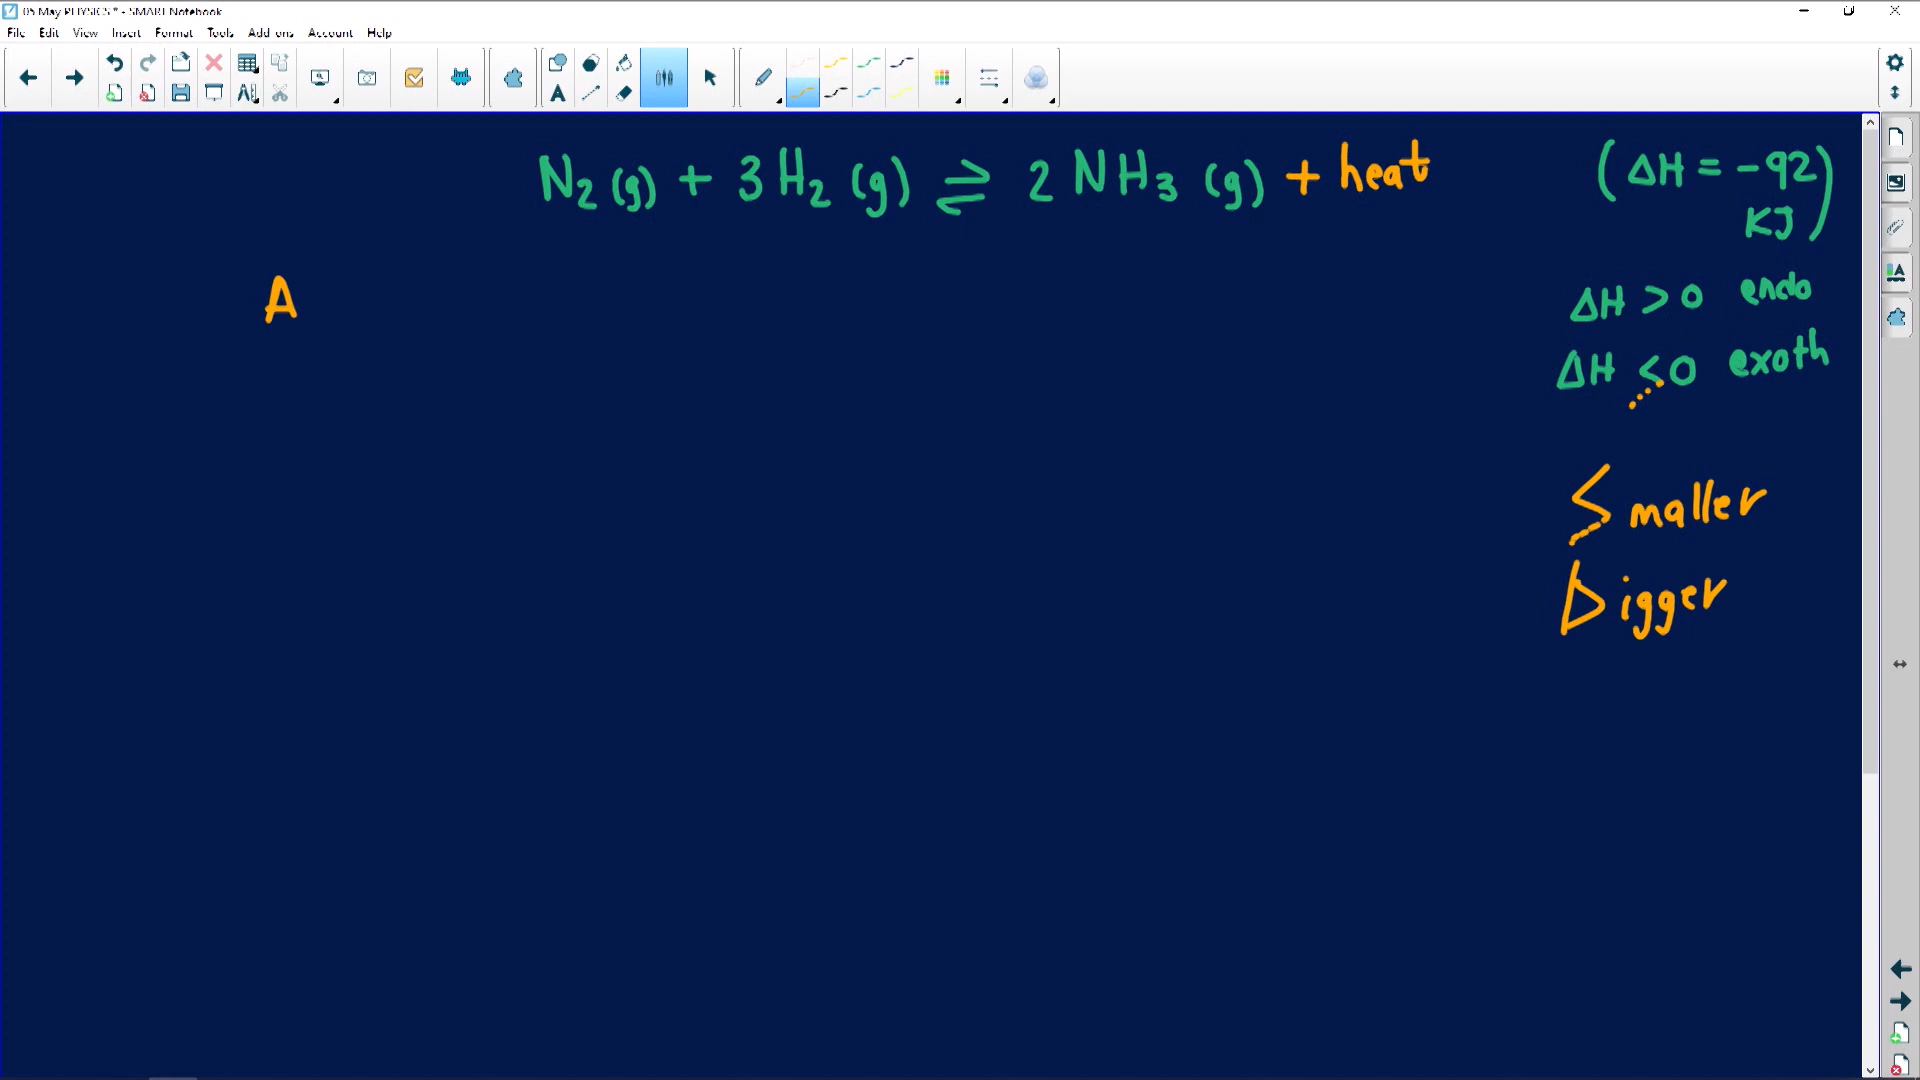 05 May PHYSICS * - SMART Notebook
File Edit View Insert Format Tools Add-ons Account Help
N₂ (g) + 3 H₂ (g) ⇌ 2 NH₃ (g) + heat
(ΔH = -92
KJ)
A
ΔH > 0 endo
ΔH < 0 exoth
Smaller
Bigger